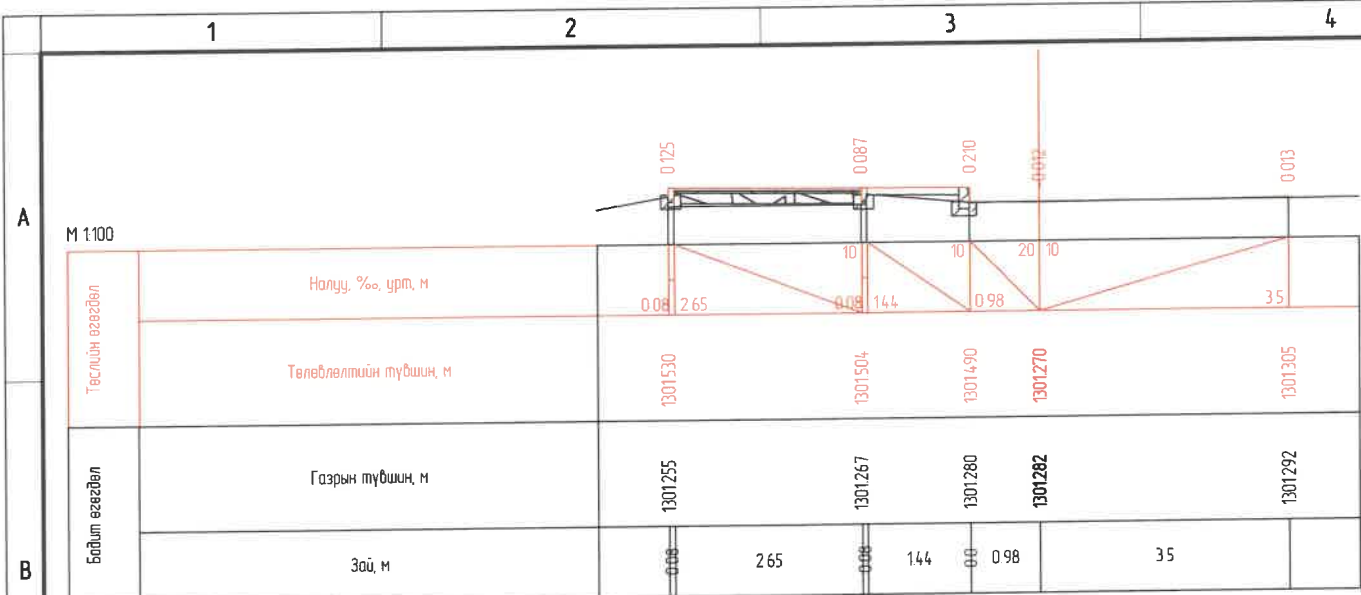 1 2 3 4
A
0.125 0.087 0.210 0.012 0.013
М 1:100
Төслийн өгөгдөл
Налуу, ‰, урт, м
10 10 20 10
0.08 2.65 0.08 1.44 0.98 3.5
Төлөвлөлтийн түвшин, м
1301.530 1301.504 1301.490 1301.270 1301.305
Бодит өгөгдөл
Газрын түвшин, м
1301.255 1301.267 1301.280 1301.282 1301.292
B
Зай, м
0.08 2.65 0.08 1.44 0.0 0.98 3.5